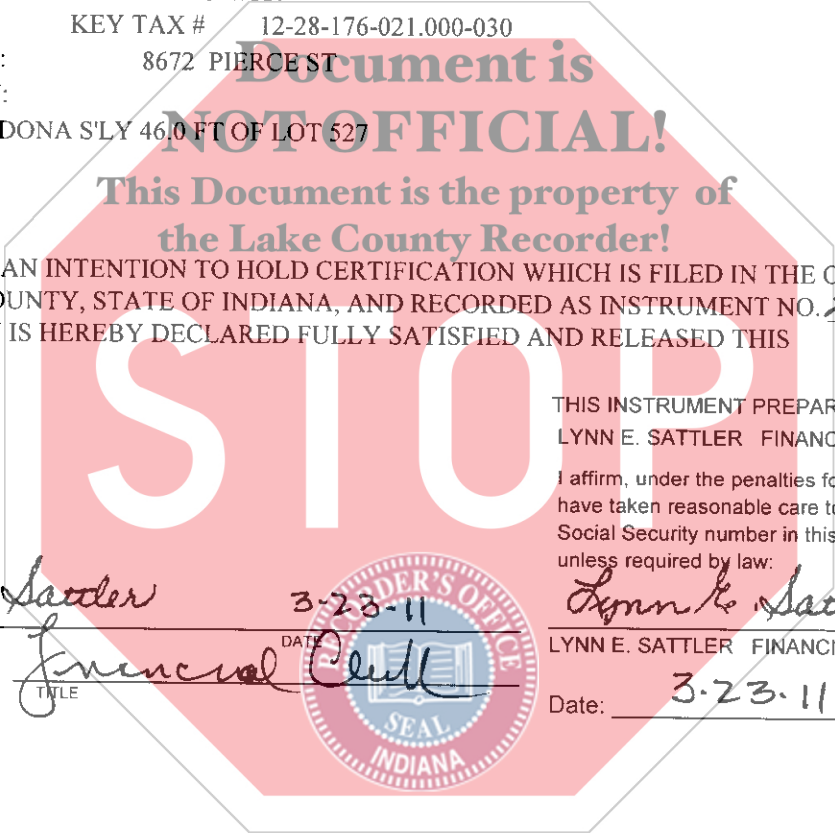 KEY TAX # 12-28-176-021.000-030
: 8672 PIERCE ST
:
DONA S'LY 46.0 FT OF LOT 527
Document is
NOT OFFICIAL!
This Document is the property of
the Lake County Recorder!
AN INTENTION TO HOLD CERTIFICATION WHICH IS FILED IN THE O
OUNTY, STATE OF INDIANA, AND RECORDED AS INSTRUMENT NO. 2
IS HEREBY DECLARED FULLY SATISFIED AND RELEASED THIS
STOP
THIS INSTRUMENT PREPAR
LYNN E. SATTLER FINANC
I affirm, under the penalties fo
have taken reasonable care to
Social Security number in this
unless required by law:
Sattler 3-23-11
DATE
Financial Clerk
TITLE
Lynn E. Sat
LYNN E. SATTLER FINANCI
Date: 3.23.11
RECORDER'S OFFICE
SEAL
INDIANA